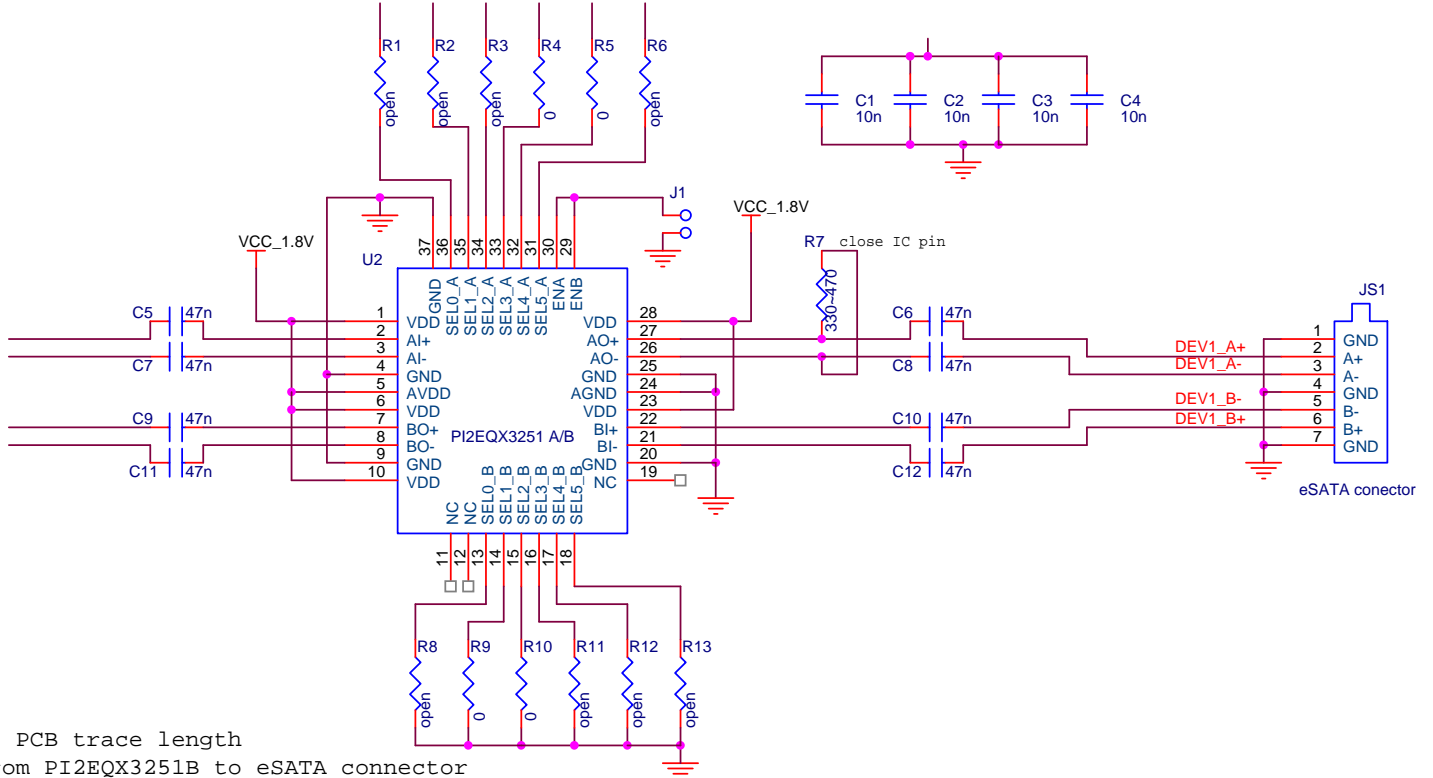 R1 R2 R3 R4 R5 R6
open open open 0 0 open
C1 C2 C3 C4
10n 10n 10n 10n
J1
VCC_1.8V
VCC_1.8V
R7 close IC pin
330~470
U2
37 36 35 34 33 32 31 30 29
GND SEL0_A SEL1_A SEL2_A SEL3_A SEL4_A SEL5_A ENA ENB
C5 47n
C7 47n
C9 47n
C11 47n
1 VDD
2 AI+
3 AI-
4 GND
5 AVDD
6 VDD
7 BO+
8 BO-
9 GND
10 VDD
PI2EQX3251 A/B
28 VDD
27 AO+
26 AO-
25 GND
24 AGND
23 VDD
22 BI+
21 BI-
20 GND
19 NC
C6 47n
C8 47n
C10 47n
C12 47n
DEV1_A+
DEV1_A-
DEV1_B-
DEV1_B+
JS1
1 GND
2 A+
3 A-
4 GND
5 B-
6 B+
7 GND
eSATA conector
NC NC SEL0_B SEL1_B SEL2_B SEL3_B SEL4_B SEL5_B
11 12 13 14 15 16 17 18
R8 R9 R10 R11 R12 R13
open 0 0 open open open
PCB trace length
om PI2EQX3251B to eSATA connector